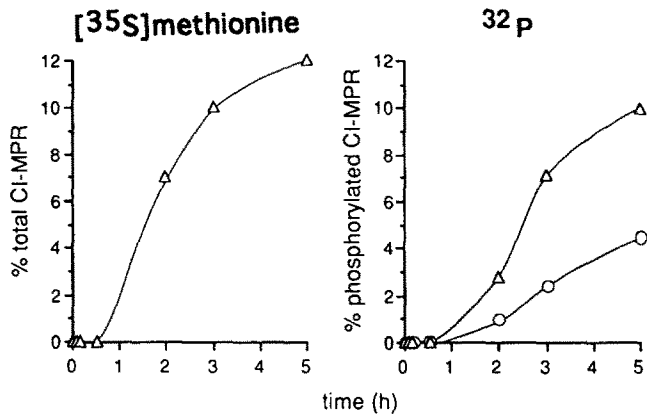 [35S]methionine
% total CI-MPR
12
10
8
6
4
2
0
0 1 2 3 4 5
32P
% phosphorylated CI-MPR
12
10
8
6
4
2
0
0 1 2 3 4 5
time (h)